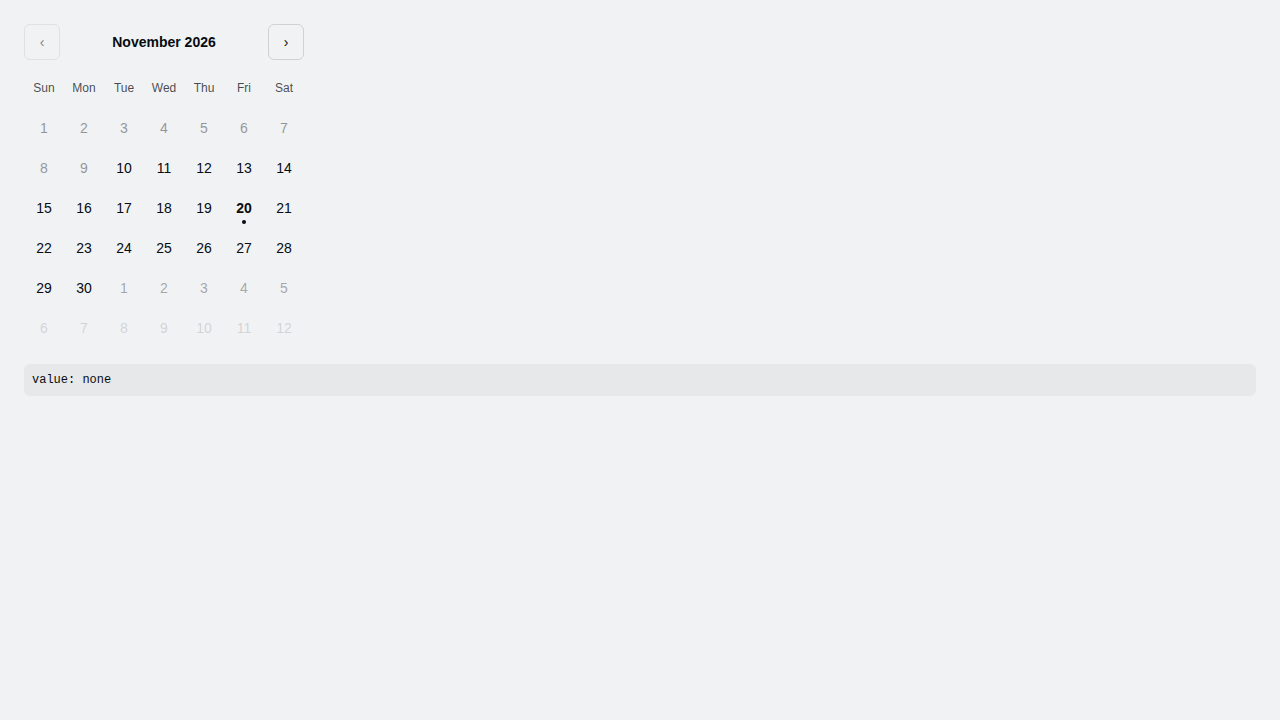 ‹ November 2026 ›
Sun Mon Tue Wed Thu Fri Sat
1 2 3 4 5 6 7
8 9 10 11 12 13 14
15 16 17 18 19 20 21
22 23 24 25 26 27 28
29 30 1 2 3 4 5
6 7 8 9 10 11 12
value: none